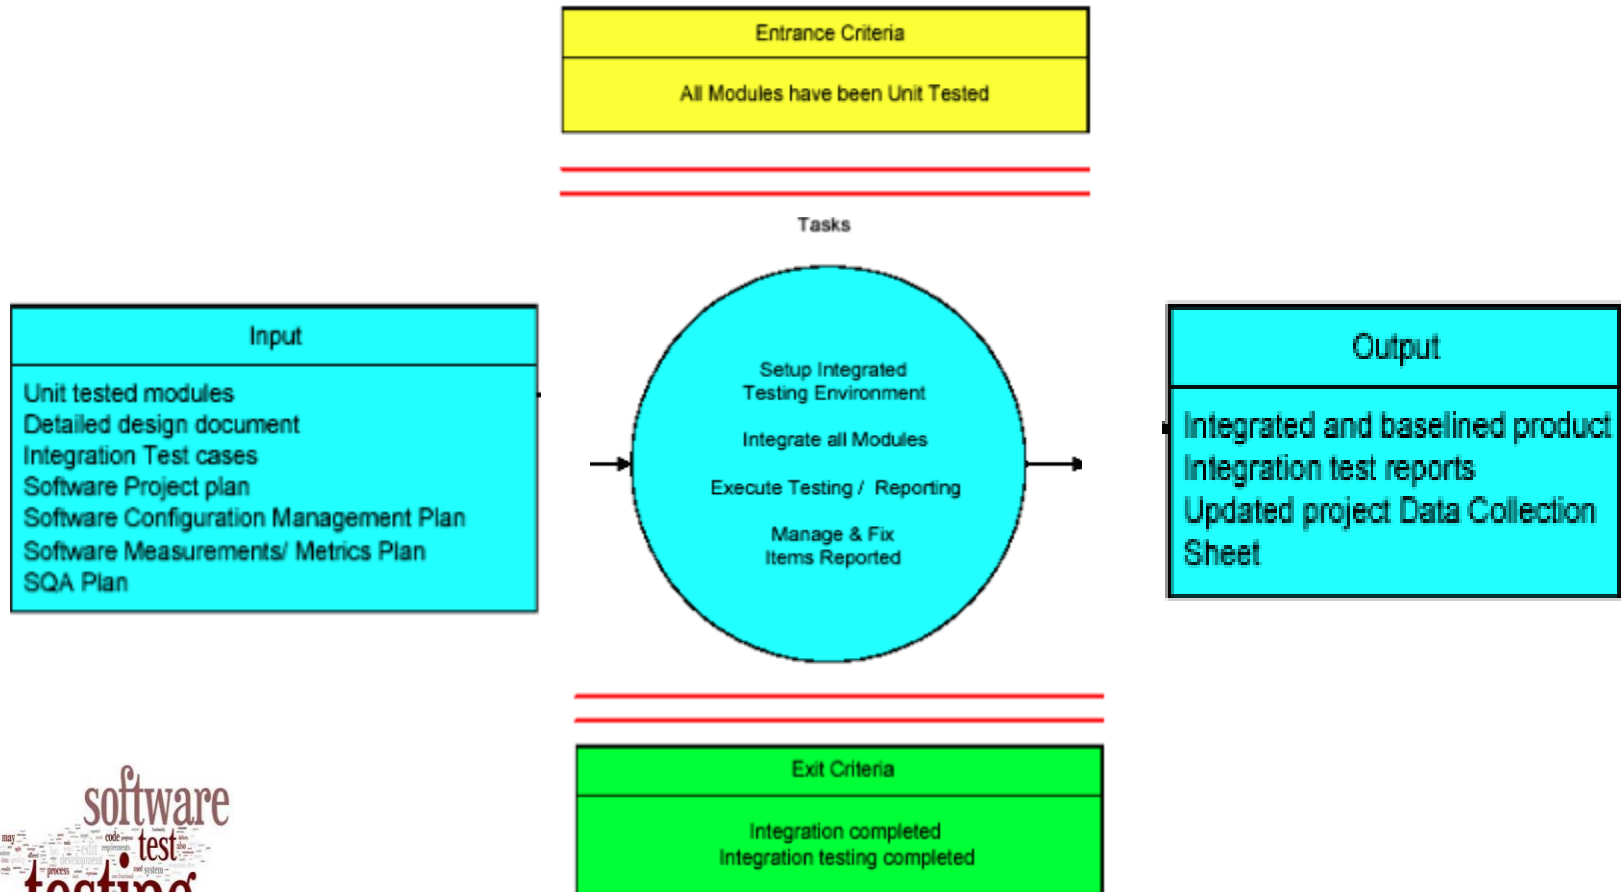 Entrance Criteria
All Modules have been Unit Tested
Tasks
Input
Unit tested modules
Detailed design document
Integration Test cases
Software Project plan
Software Configuration Management Plan
Software Measurements/ Metrics Plan
SQA Plan
Setup Integrated
Testing Environment
Integrate all Modules
Execute Testing / Reporting
Manage & Fix
Items Reported
Output
Integrated and baselined product
Integration test reports
Updated project Data Collection
Sheet
Exit Criteria
Integration completed
Integration testing completed
software
may
code
test
process
testing